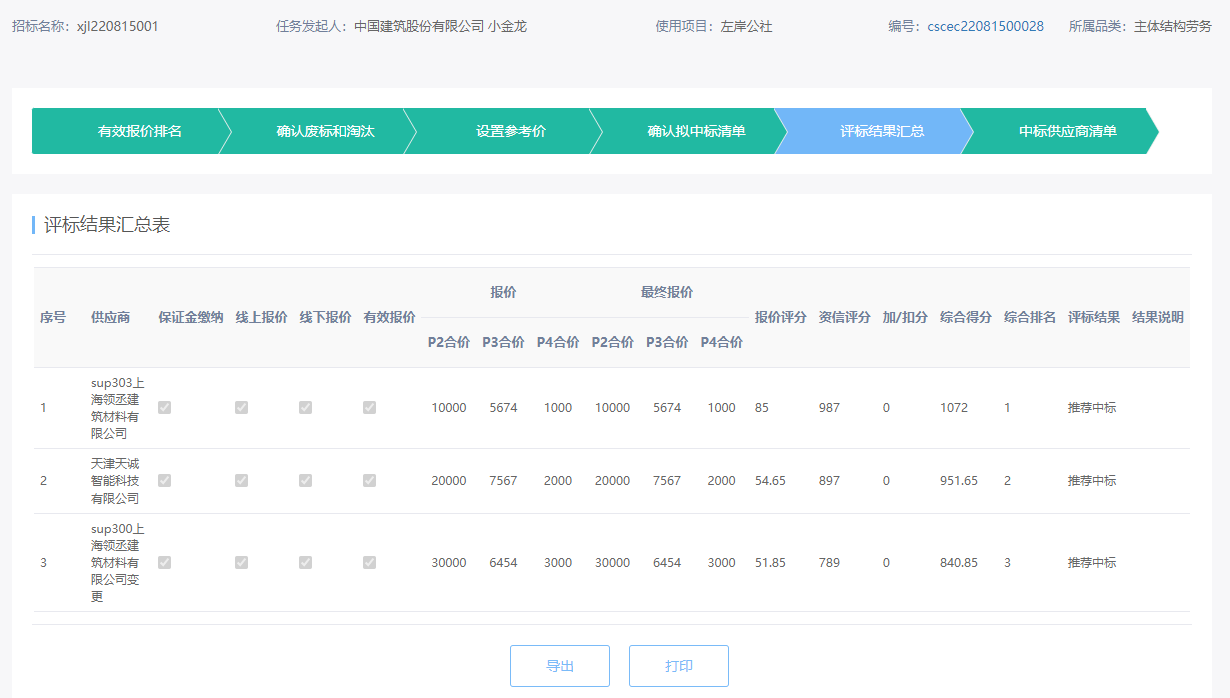 招标名称：xjl220815001 任务发起人：中国建筑股份有限公司 小金龙 使用项目：左岸公社 编号：cscec22081500028 所属品类：主体结构劳务
有效报价排名 确认废标和淘汰 设置参考价 确认拟中标清单 评标结果汇总 中标供应商清单
评标结果汇总表
报价 最终报价
序号 供应商 保证金缴纳 线上报价 线下报价 有效报价 报价评分 资信评分 加/扣分 综合得分 综合排名 评标结果 结果说明
P2合价 P3合价 P4合价 P2合价 P3合价 P4合价
sup303上
海领丞建
筑材料有
限公司
1 10000 5674 1000 10000 5674 1000 85 987 0 1072 1 推荐中标
天津天诚
智能科技
有限公司
2 20000 7567 2000 20000 7567 2000 54.65 897 0 951.65 2 推荐中标
sup300上
海领丞建
筑材料有
限公司变
更
3 30000 6454 3000 30000 6454 3000 51.85 789 0 840.85 3 推荐中标
导出 打印